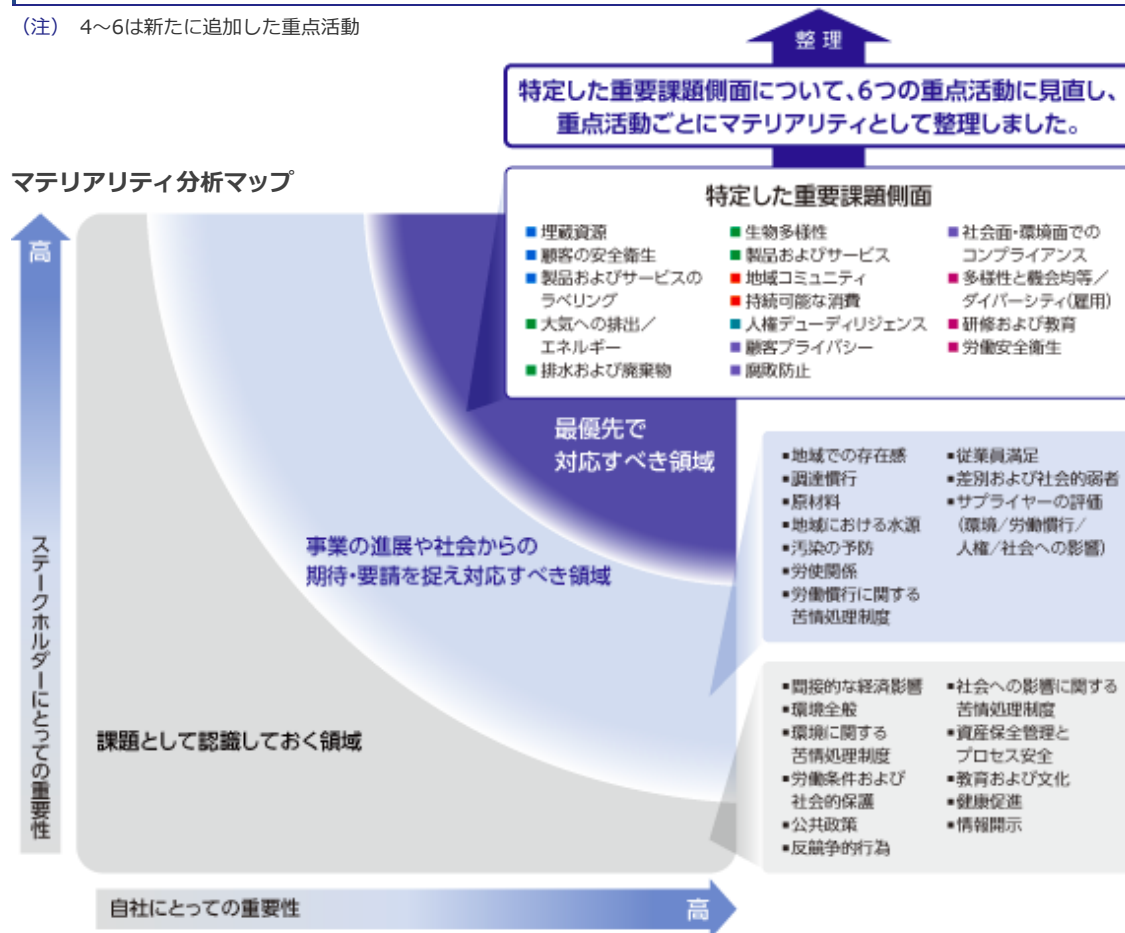 （注） 4～6は新たに追加した重点活動
整理
特定した重要課題側面について、6つの重点活動に見直し、
重点活動ごとにマテリアリティとして整理しました。
マテリアリティ分析マップ
特定した重要課題側面
■埋蔵資源
■顧客の安全衛生
■製品およびサービスの
ラベリング
■大気への排出／
エネルギー
■排水および廃棄物
■生物多様性
■製品およびサービス
■地域コミュニティ
■持続可能な消費
■人権デューディリジェンス
■顧客プライバシー
■腐敗防止
■社会面・環境面での
コンプライアンス
■多様性と機会均等／
ダイバーシティ(雇用)
■研修および教育
■労働安全衛生
高
ステークホルダーにとっての重要性
最優先で
対応すべき領域
事業の進展や社会からの
期待・要請を捉え対応すべき領域
課題として認識しておく領域
■地域での存在感
■調達慣行
■原材料
■地域における水源
■汚染の予防
■労使関係
■労働慣行に関する
苦情処理制度
■従業員満足
■差別および社会的弱者
■サプライヤーの評価
(環境／労働慣行／
人権／社会への影響)
■間接的な経済影響
■環境全般
■環境に関する
苦情処理制度
■労働条件および
社会的保護
■公共政策
■反競争的行為
■社会への影響に関する
苦情処理制度
■資産保全管理と
プロセス安全
■教育および文化
■健康促進
■情報開示
自社にとっての重要性
高